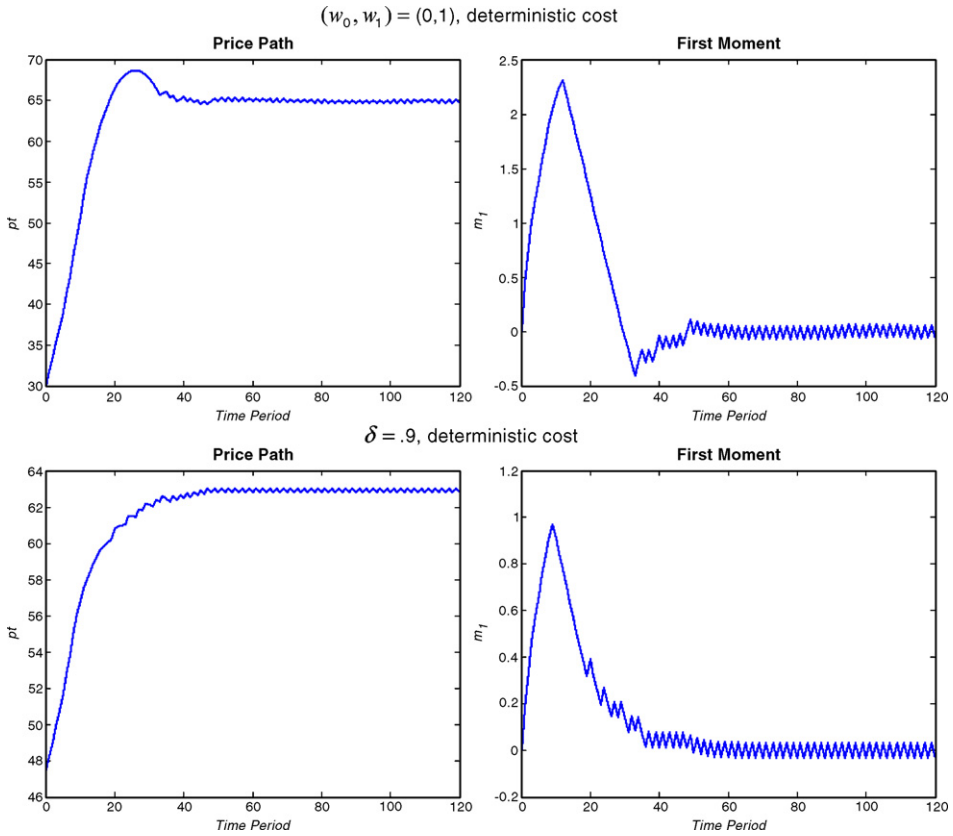 (w₀, w₁) = (0,1), deterministic cost
Price Path
70
65
60
55
50
45
40
35
30
pt
0 20 40 60 80 100 120
Time Period
First Moment
2.5
2
1.5
1
0.5
0
-0.5
m₁
0 20 40 60 80 100 120
Time Period
δ = .9, deterministic cost
Price Path
64
62
60
58
56
54
52
50
48
46
pt
0 20 40 60 80 100 120
Time Period
First Moment
1.2
1
0.8
0.6
0.4
0.2
0
-0.2
m₁
0 20 40 60 80 100 120
Time Period